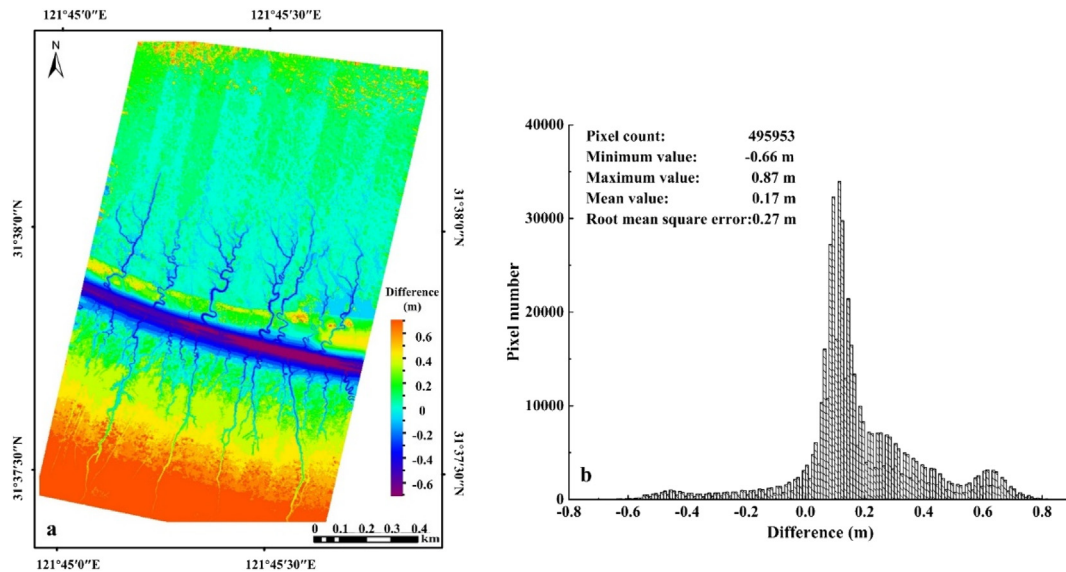 121°45′0″E 121°45′30″E
N
31°38′0″N
31°38′0″N
Difference
(m)
0.6
0.4
0.2
0
-0.2
-0.4
-0.6
31°37′30″N
31°37′30″N
a
0 0.1 0.2 0.3 0.4
km
121°45′0″E 121°45′30″E
40000
30000
20000
10000
0
Pixel number
Pixel count: 495953
Minimum value: -0.66 m
Maximum value: 0.87 m
Mean value: 0.17 m
Root mean square error:0.27 m
b
-0.8 -0.6 -0.4 -0.2 0.0 0.2 0.4 0.6 0.8
Difference (m)